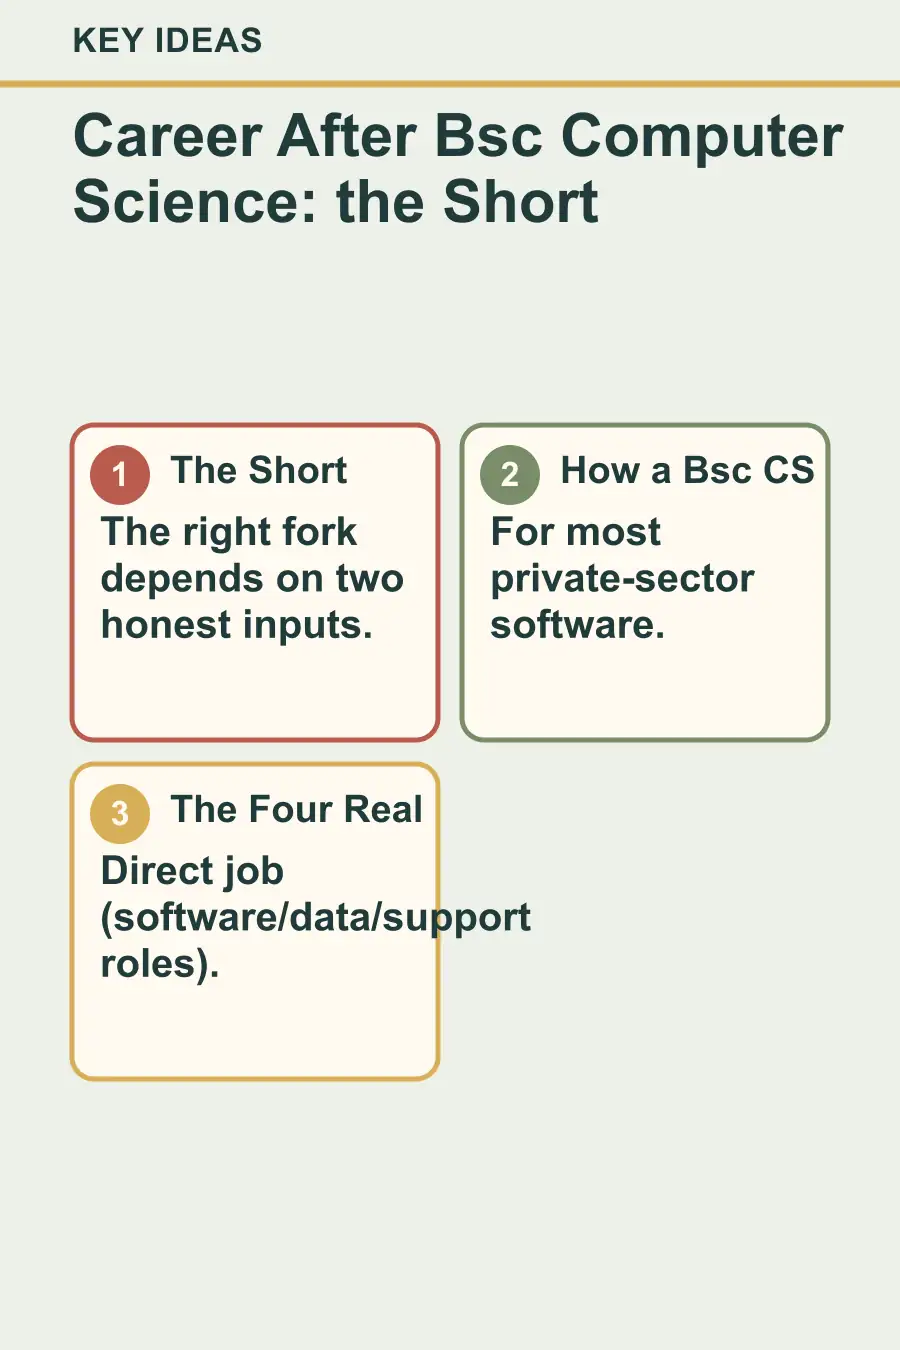 KEY IDEAS
Career After Bsc Computer
Science: the Short
1 The Short
The right fork
depends on two
honest inputs.
2 How a Bsc CS
For most
private-sector
software.
3 The Four Real
Direct job
(software/data/support
roles).